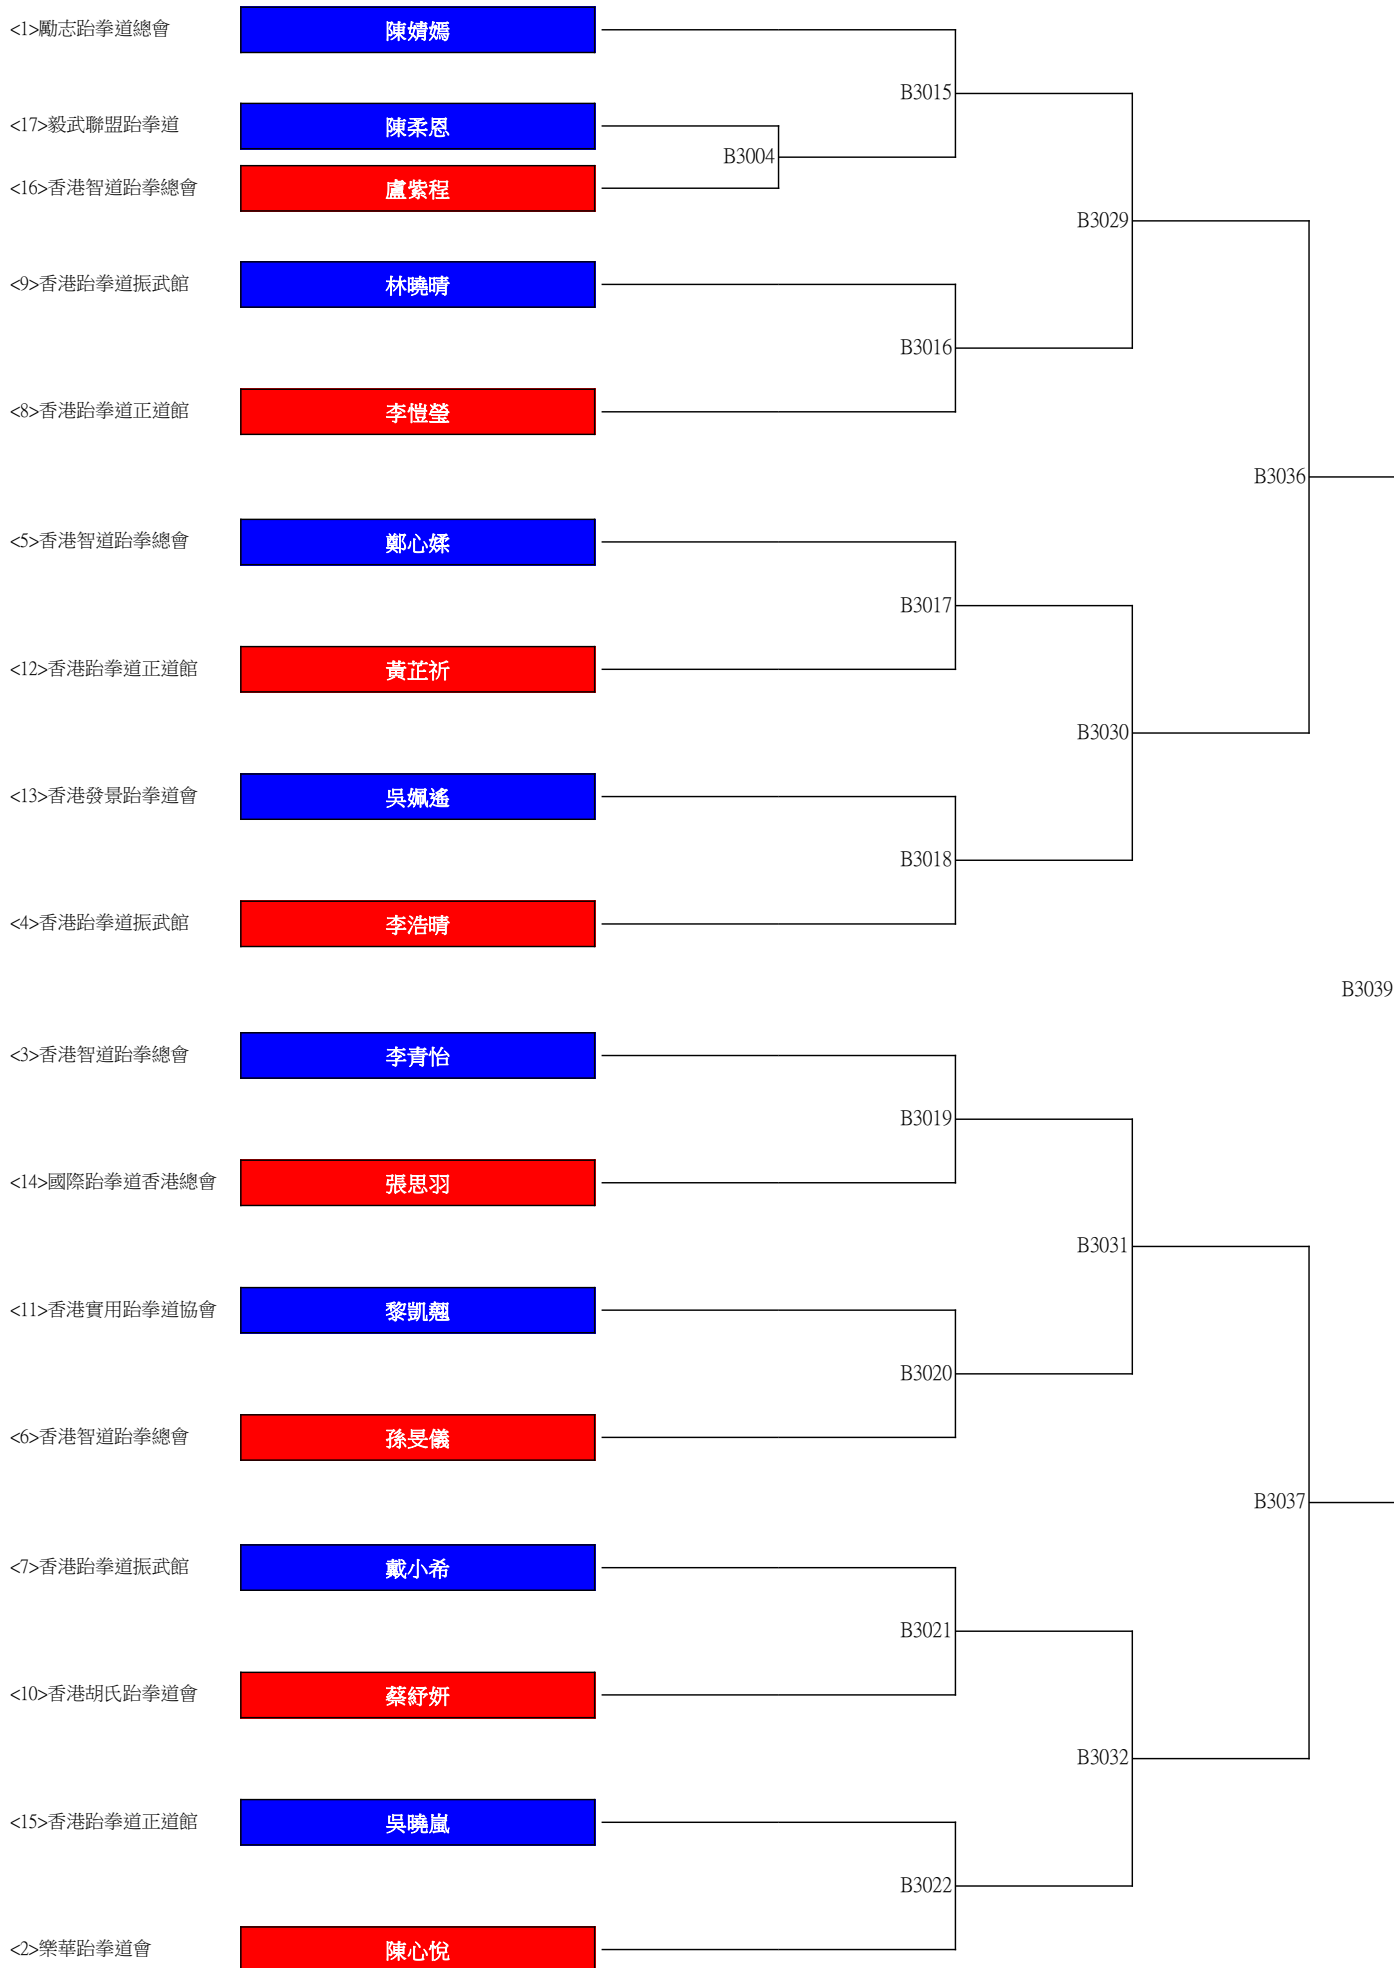 <1>勵志跆拳道總會
陳婧嫣
B3015
<17>毅武聯盟跆拳道
陳柔恩
B3004
<16>香港智道跆拳總會
盧紫程
B3029
<9>香港跆拳道振武館
林曉晴
B3016
<8>香港跆拳道正道館
李愷瑩
B3036
<5>香港智道跆拳總會
鄭心媃
B3017
<12>香港跆拳道正道館
黃芷祈
B3030
<13>香港發景跆拳道會
吳姵遙
B3018
<4>香港跆拳道振武館
李浩晴
B3039
<3>香港智道跆拳總會
李青怡
B3019
<14>國際跆拳道香港總會
張思羽
B3031
<11>香港實用跆拳道協會
黎凱翹
B3020
<6>香港智道跆拳總會
孫旻儀
B3037
<7>香港跆拳道振武館
戴小希
B3021
<10>香港胡氏跆拳道會
蔡紓妍
B3032
<15>香港跆拳道正道館
吳曉嵐
B3022
<2>樂華跆拳道會
陳心悅